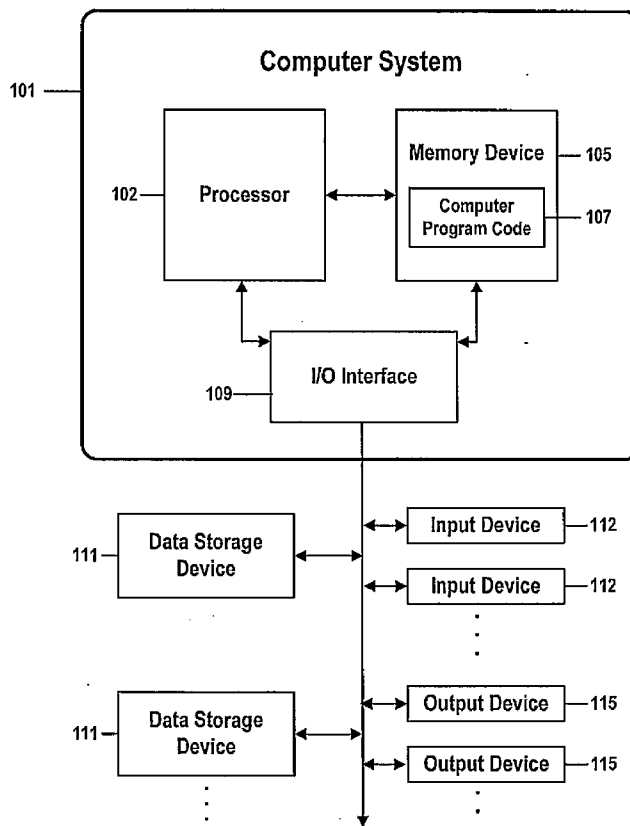 Computer System
101
Memory Device
105
102
Processor
Computer
Program Code
107
I/O Interface
109
Input Device
112
111
Data Storage
Device
Input Device
112
Output Device
115
111
Data Storage
Device
Output Device
115